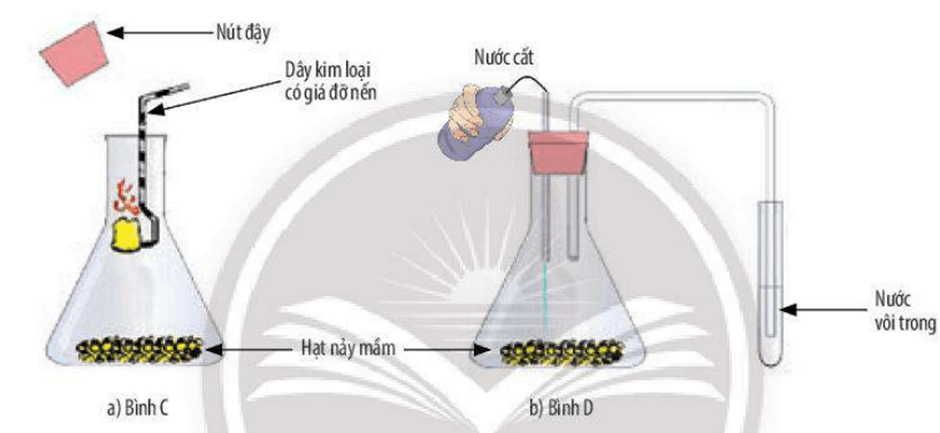 Nút đậy
Dây kim loại
có giá đỡ nến
Nước cất
Nước
vôi trong
Hạt nảy mầm
a) Bình C
b) Bình D